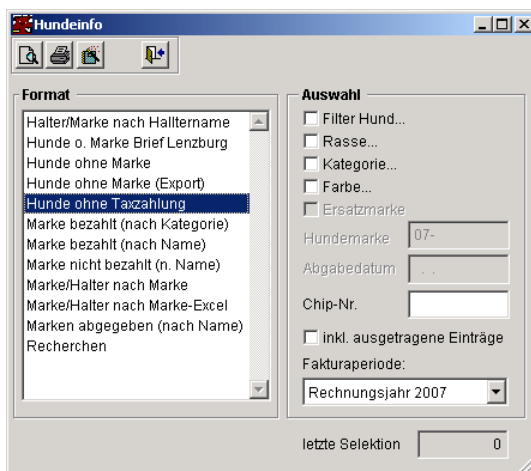 Hundeinfo
Format
Halter/Marke nach Halltername
Hunde o. Marke Brief Lenzburg
Hunde ohne Marke
Hunde ohne Marke (Export)
Hunde ohne Taxzahlung
Marke bezahlt (nach Kategorie)
Marke bezahlt (nach Name)
Marke nicht bezahlt (n. Name)
Marke/Halter nach Marke
Marke/Halter nach Marke-Excel
Marken abgegeben (nach Name)
Recherchen
Auswahl
Filter Hund...
Rasse...
Kategorie...
Farbe...
Ersatzmarke
Hundemarke 07-
Abgabedatum . .
Chip-Nr.
inkl. ausgetragene Einträge
Fakturaperiode:
Rechnungsjahr 2007
letzte Selektion 0